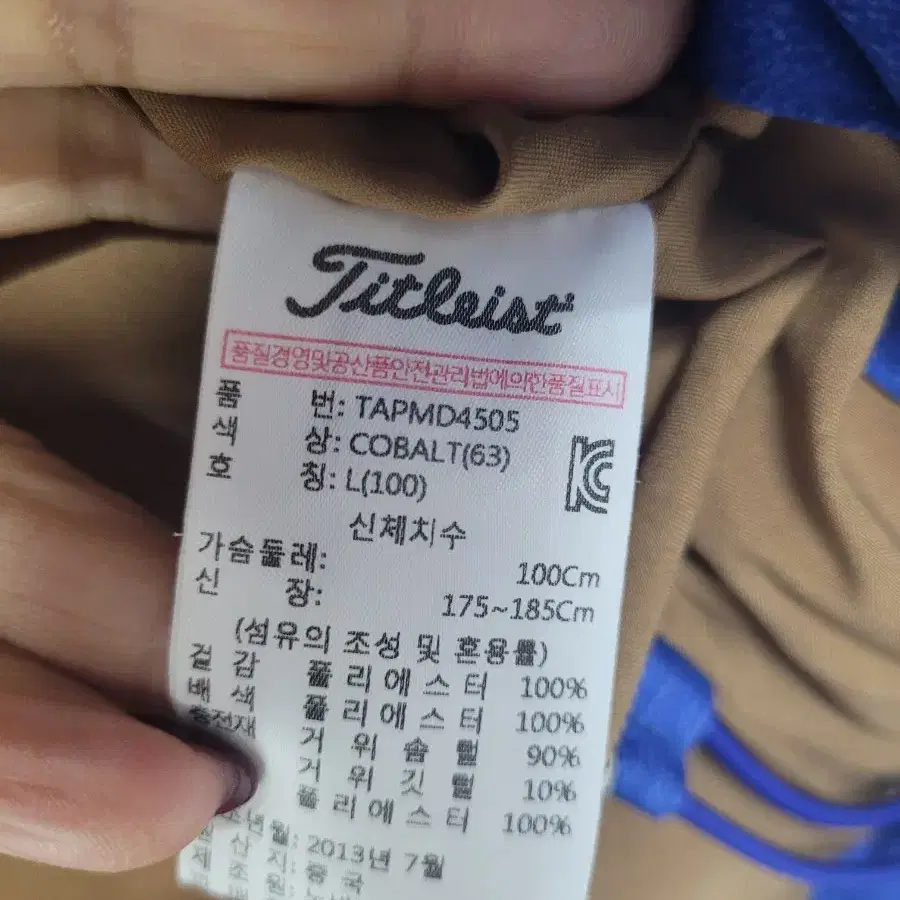 Titleist
품질경영및공산품안전관리법에의한품질표시
품 번: TAPMD4505
색 상: COBALT(63)
호 칭: L(100)
신체치수
가슴둘레: 100Cm
신 장: 175~185Cm
(섬유의 조성 및 혼용률)
겉 감 폴리에스터 100%
배 색 폴리에스터 100%
충전재 거위솜털 90%
거위깃털 10%
폴리에스터 100%
2013년 7월
중국